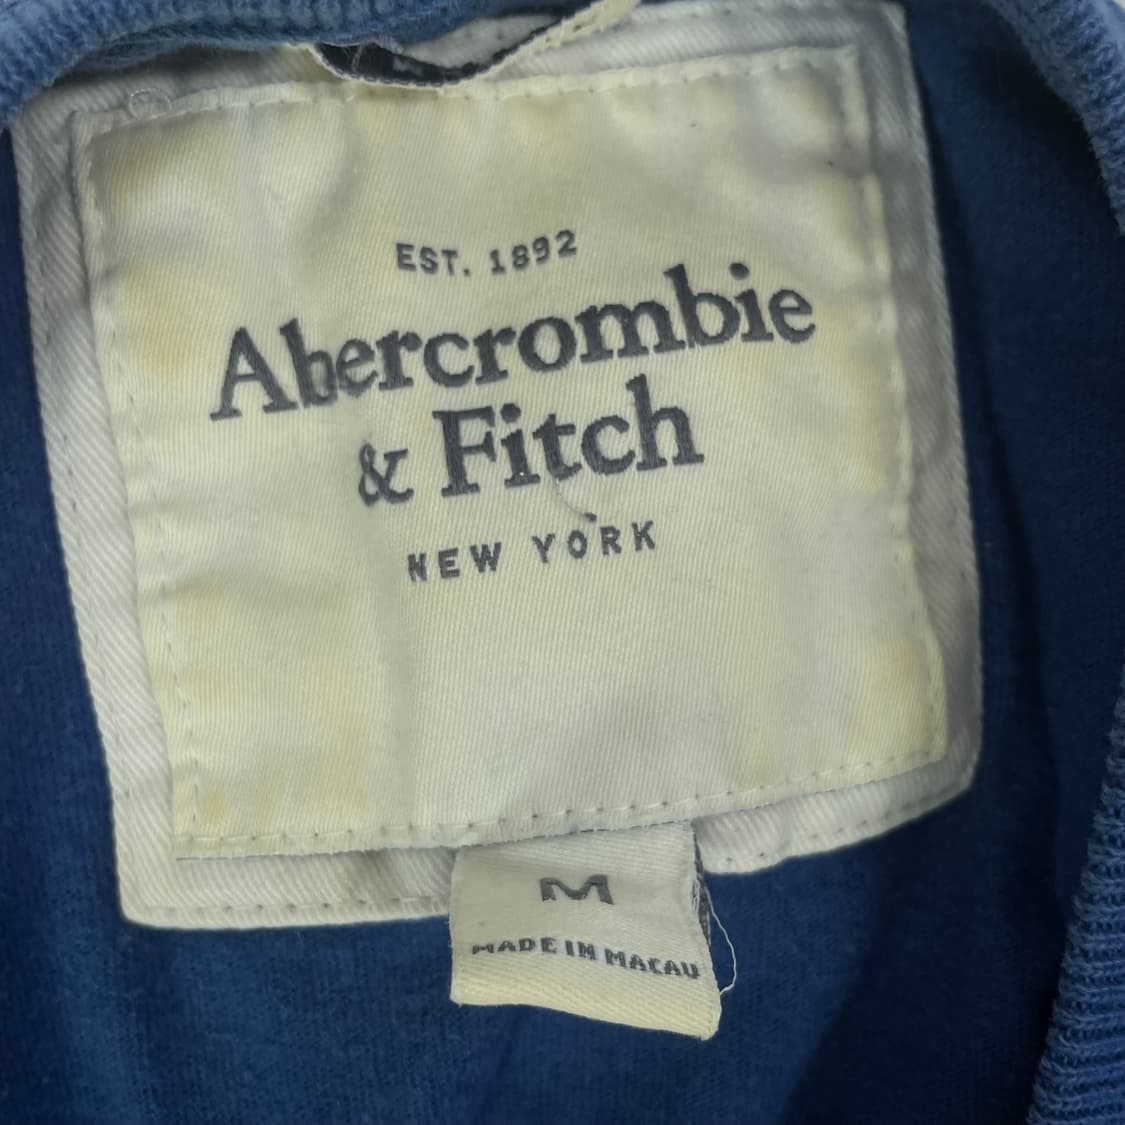 EST. 1892
Abercrombie
& Fitch
NEW YORK
M
MADE IN MACAU